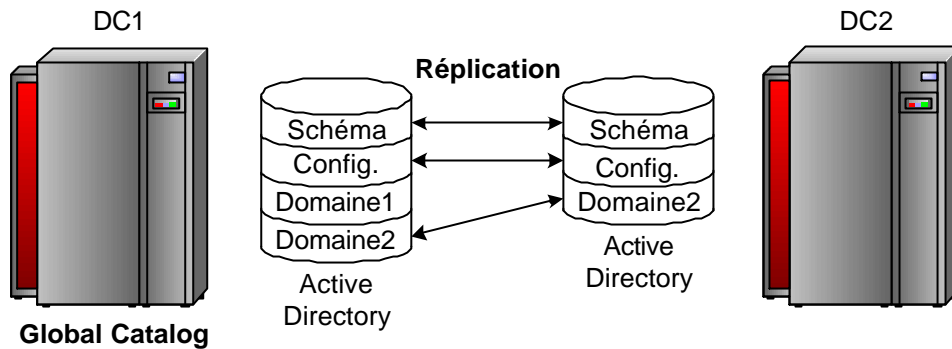 DC1
DC2
Réplication
Schéma
Config.
Domaine1
Domaine2
Active
Directory
Schéma
Config.
Domaine2
Active
Directory
Global Catalog